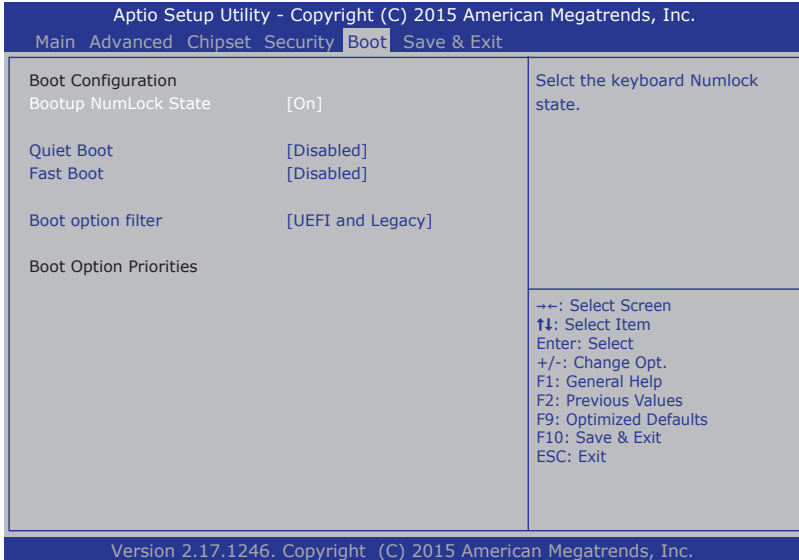 Aptio Setup Utility - Copyright (C) 2015 American Megatrends, Inc.
Main Advanced Chipset Security Boot Save & Exit
Boot Configuration
Bootup NumLock State [On]
Quiet Boot [Disabled]
Fast Boot [Disabled]
Boot option filter [UEFI and Legacy]
Boot Option Priorities
Selct the keyboard Numlock
state.
→←: Select Screen
↑↓: Select Item
Enter: Select
+/-: Change Opt.
F1: General Help
F2: Previous Values
F9: Optimized Defaults
F10: Save & Exit
ESC: Exit
Version 2.17.1246. Copyright (C) 2015 American Megatrends, Inc.